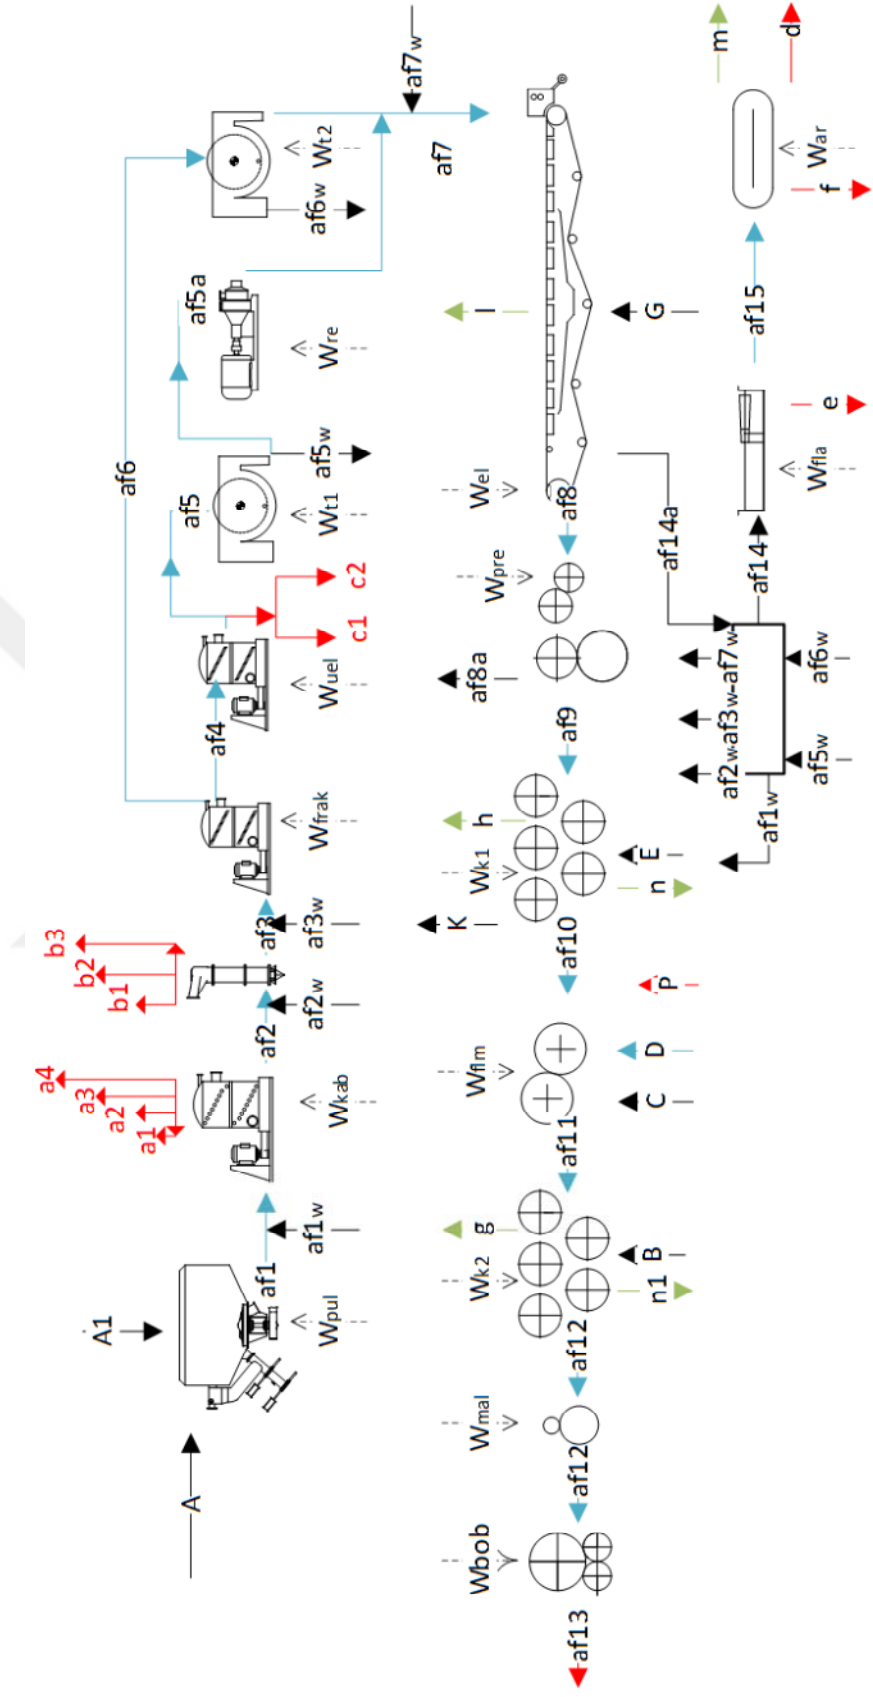 A
A1
Wpul
af1
af1w
a1
a2
a3
a4
Wkab
af2
af2w
b1
b2
b3
af3
af3w
Wfrak
af4
af6
Wuel
c1
c2
af5
Wt1
af5w
af5a
Wre
Wt2
af6w
af7w
af7
l
G
Wel
af8
Wpre
af8a
af9
h
Wk1
E
n
K
af10
P
Wflm
D
C
af11
g
Wk2
B
n1
af12
Wmal
af12
Wbob
af13
af14a
af1w
af2w
af3w
af7w
af5w
af6w
af14
Wfla
e
af15
War
f
m
d